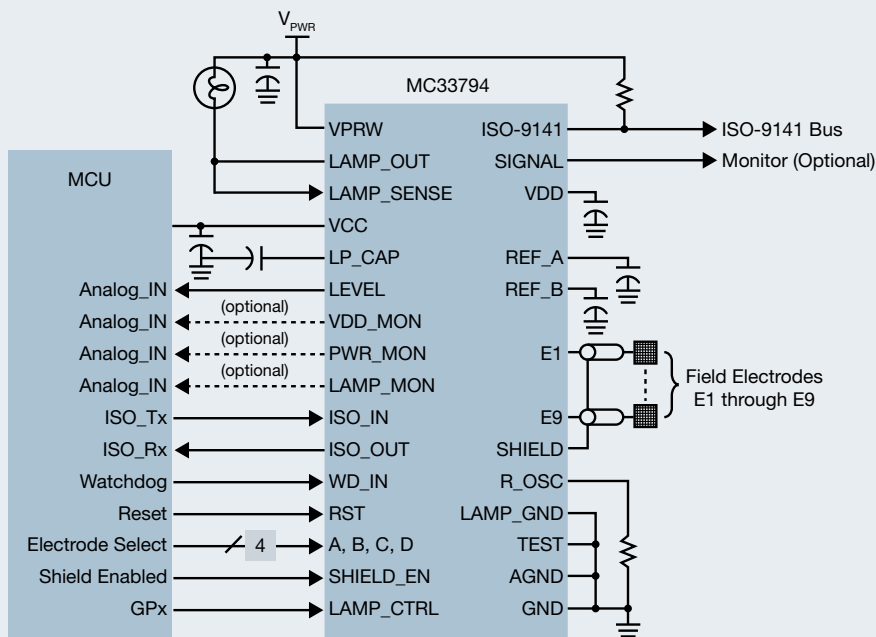 VPWR
MC33794
MCU
VPRW
LAMP_OUT
LAMP_SENSE
VCC
LP_CAP
LEVEL
VDD_MON
PWR_MON
LAMP_MON
ISO_IN
ISO_OUT
WD_IN
RST
A, B, C, D
SHIELD_EN
LAMP_CTRL
Analog_IN
Analog_IN
(optional)
Analog_IN
(optional)
Analog_IN
(optional)
ISO_Tx
ISO_Rx
Watchdog
Reset
Electrode Select
4
Shield Enabled
GPx
ISO-9141
SIGNAL
VDD
REF_A
REF_B
E1
E9
SHIELD
R_OSC
LAMP_GND
TEST
AGND
GND
ISO-9141 Bus
Monitor (Optional)
Field Electrodes
E1 through E9